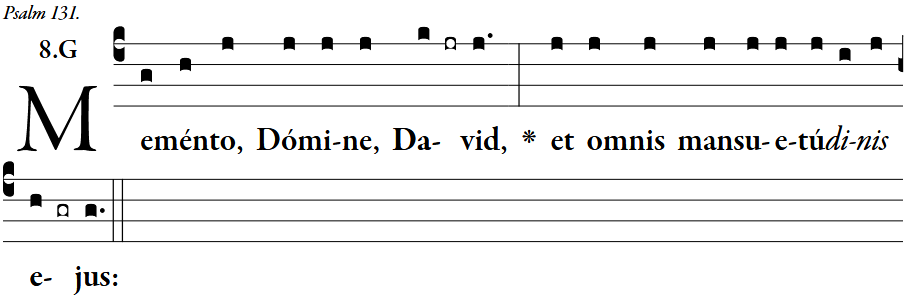 Psalm 131.
8.G
Meménto, Dómi-ne, Da- vid, * et omnis mansu-e-túdi-nis
e- jus: